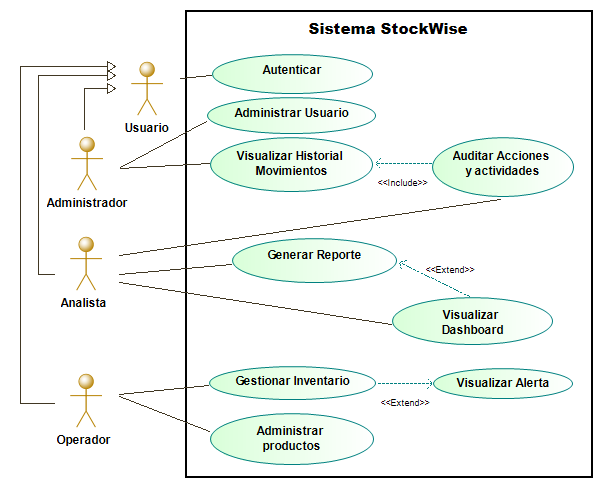 Sistema StockWise
Autenticar
Usuario
Administrar Usuario
Administrador
Visualizar Historial
Movimientos
<<Include>>
Auditar Acciones
y actividades
Analista
Generar Reporte
<<Extend>>
Visualizar
Dashboard
Operador
Gestionar Inventario
<<Extend>>
Visualizar Alerta
Administrar
productos